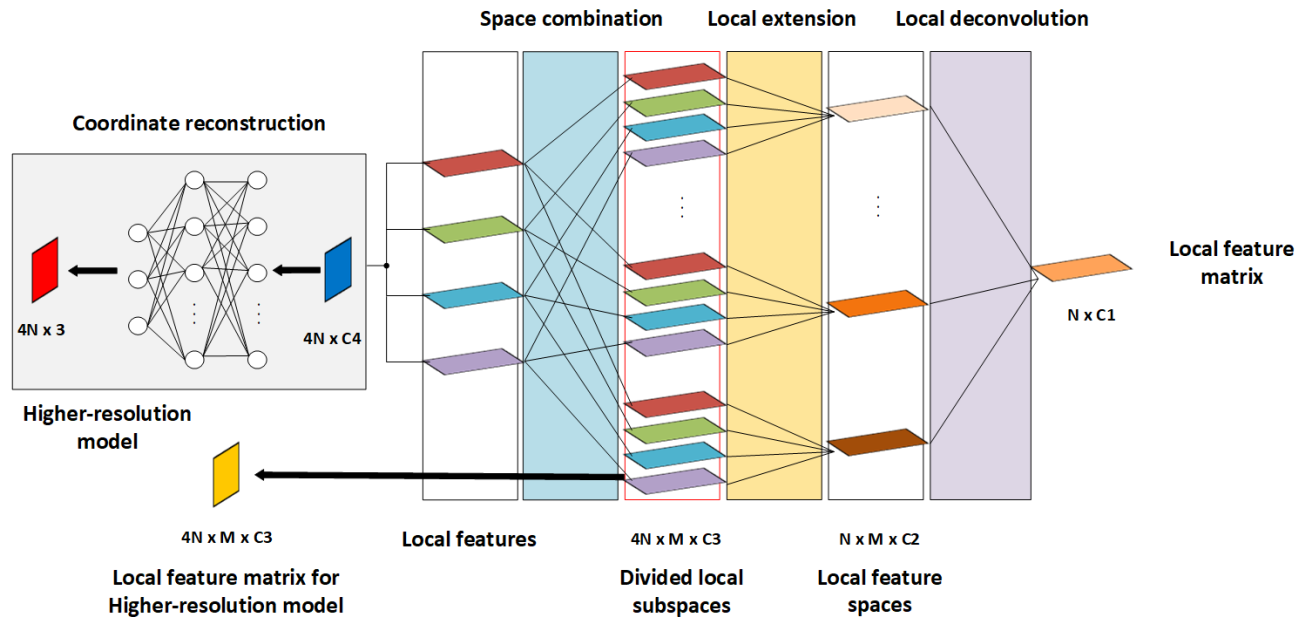 Space combination
Local extension
Local deconvolution
Coordinate reconstruction
4N x 3
4N x C4
Higher-resolution
model
Local feature
matrix
N x C1
4N x M x C3
Local feature matrix for
Higher-resolution model
Local features
4N x M x C3
Divided local
subspaces
N x M x C2
Local feature
spaces